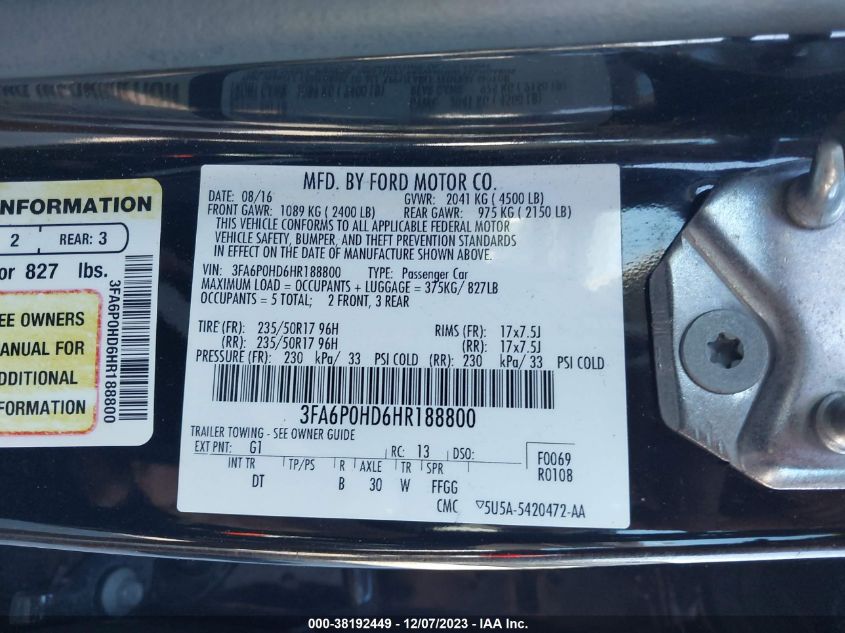 INFORMATION
2 REAR: 3
or 827 lbs.
EE OWNERS
MANUAL FOR
DDITIONAL
FORMATION
3FA6P0HD6HR188800
MFD. BY FORD MOTOR CO.
DATE: 08/16 GVWR: 2041 KG ( 4500 LB)
FRONT GAWR: 1089 KG ( 2400 LB) REAR GAWR: 975 KG ( 2150 LB)
THIS VEHICLE CONFORMS TO ALL APPLICABLE FEDERAL MOTOR
VEHICLE SAFETY, BUMPER, AND THEFT PREVENTION STANDARDS
IN EFFECT ON THE DATE OF MANUFACTURE SHOWN ABOVE.
VIN: 3FA6P0HD6HR188800 TYPE: Passenger Car
MAXIMUM LOAD = OCCUPANTS + LUGGAGE = 375KG/ 827LB
OCCUPANTS = 5 TOTAL; 2 FRONT, 3 REAR
TIRE (FR): 235/50R17 96H RIMS (FR): 17x7.5J
(RR): 235/50R17 96H (RR): 17x7.5J
PRESSURE (FR): 230 kPa/ 33 PSI COLD (RR): 230 kPa/ 33 PSI COLD
3FA6P0HD6HR188800
TRAILER TOWING - SEE OWNER GUIDE
EXT PNT: G1 RC: 13 DSO: F0069
R0108
INT TR TP/PS R AXLE TR SPR
DT B 30 W FFGG
CMC ▽5U5A-5420472-AA
000-38192449 - 12/07/2023 - IAA Inc.